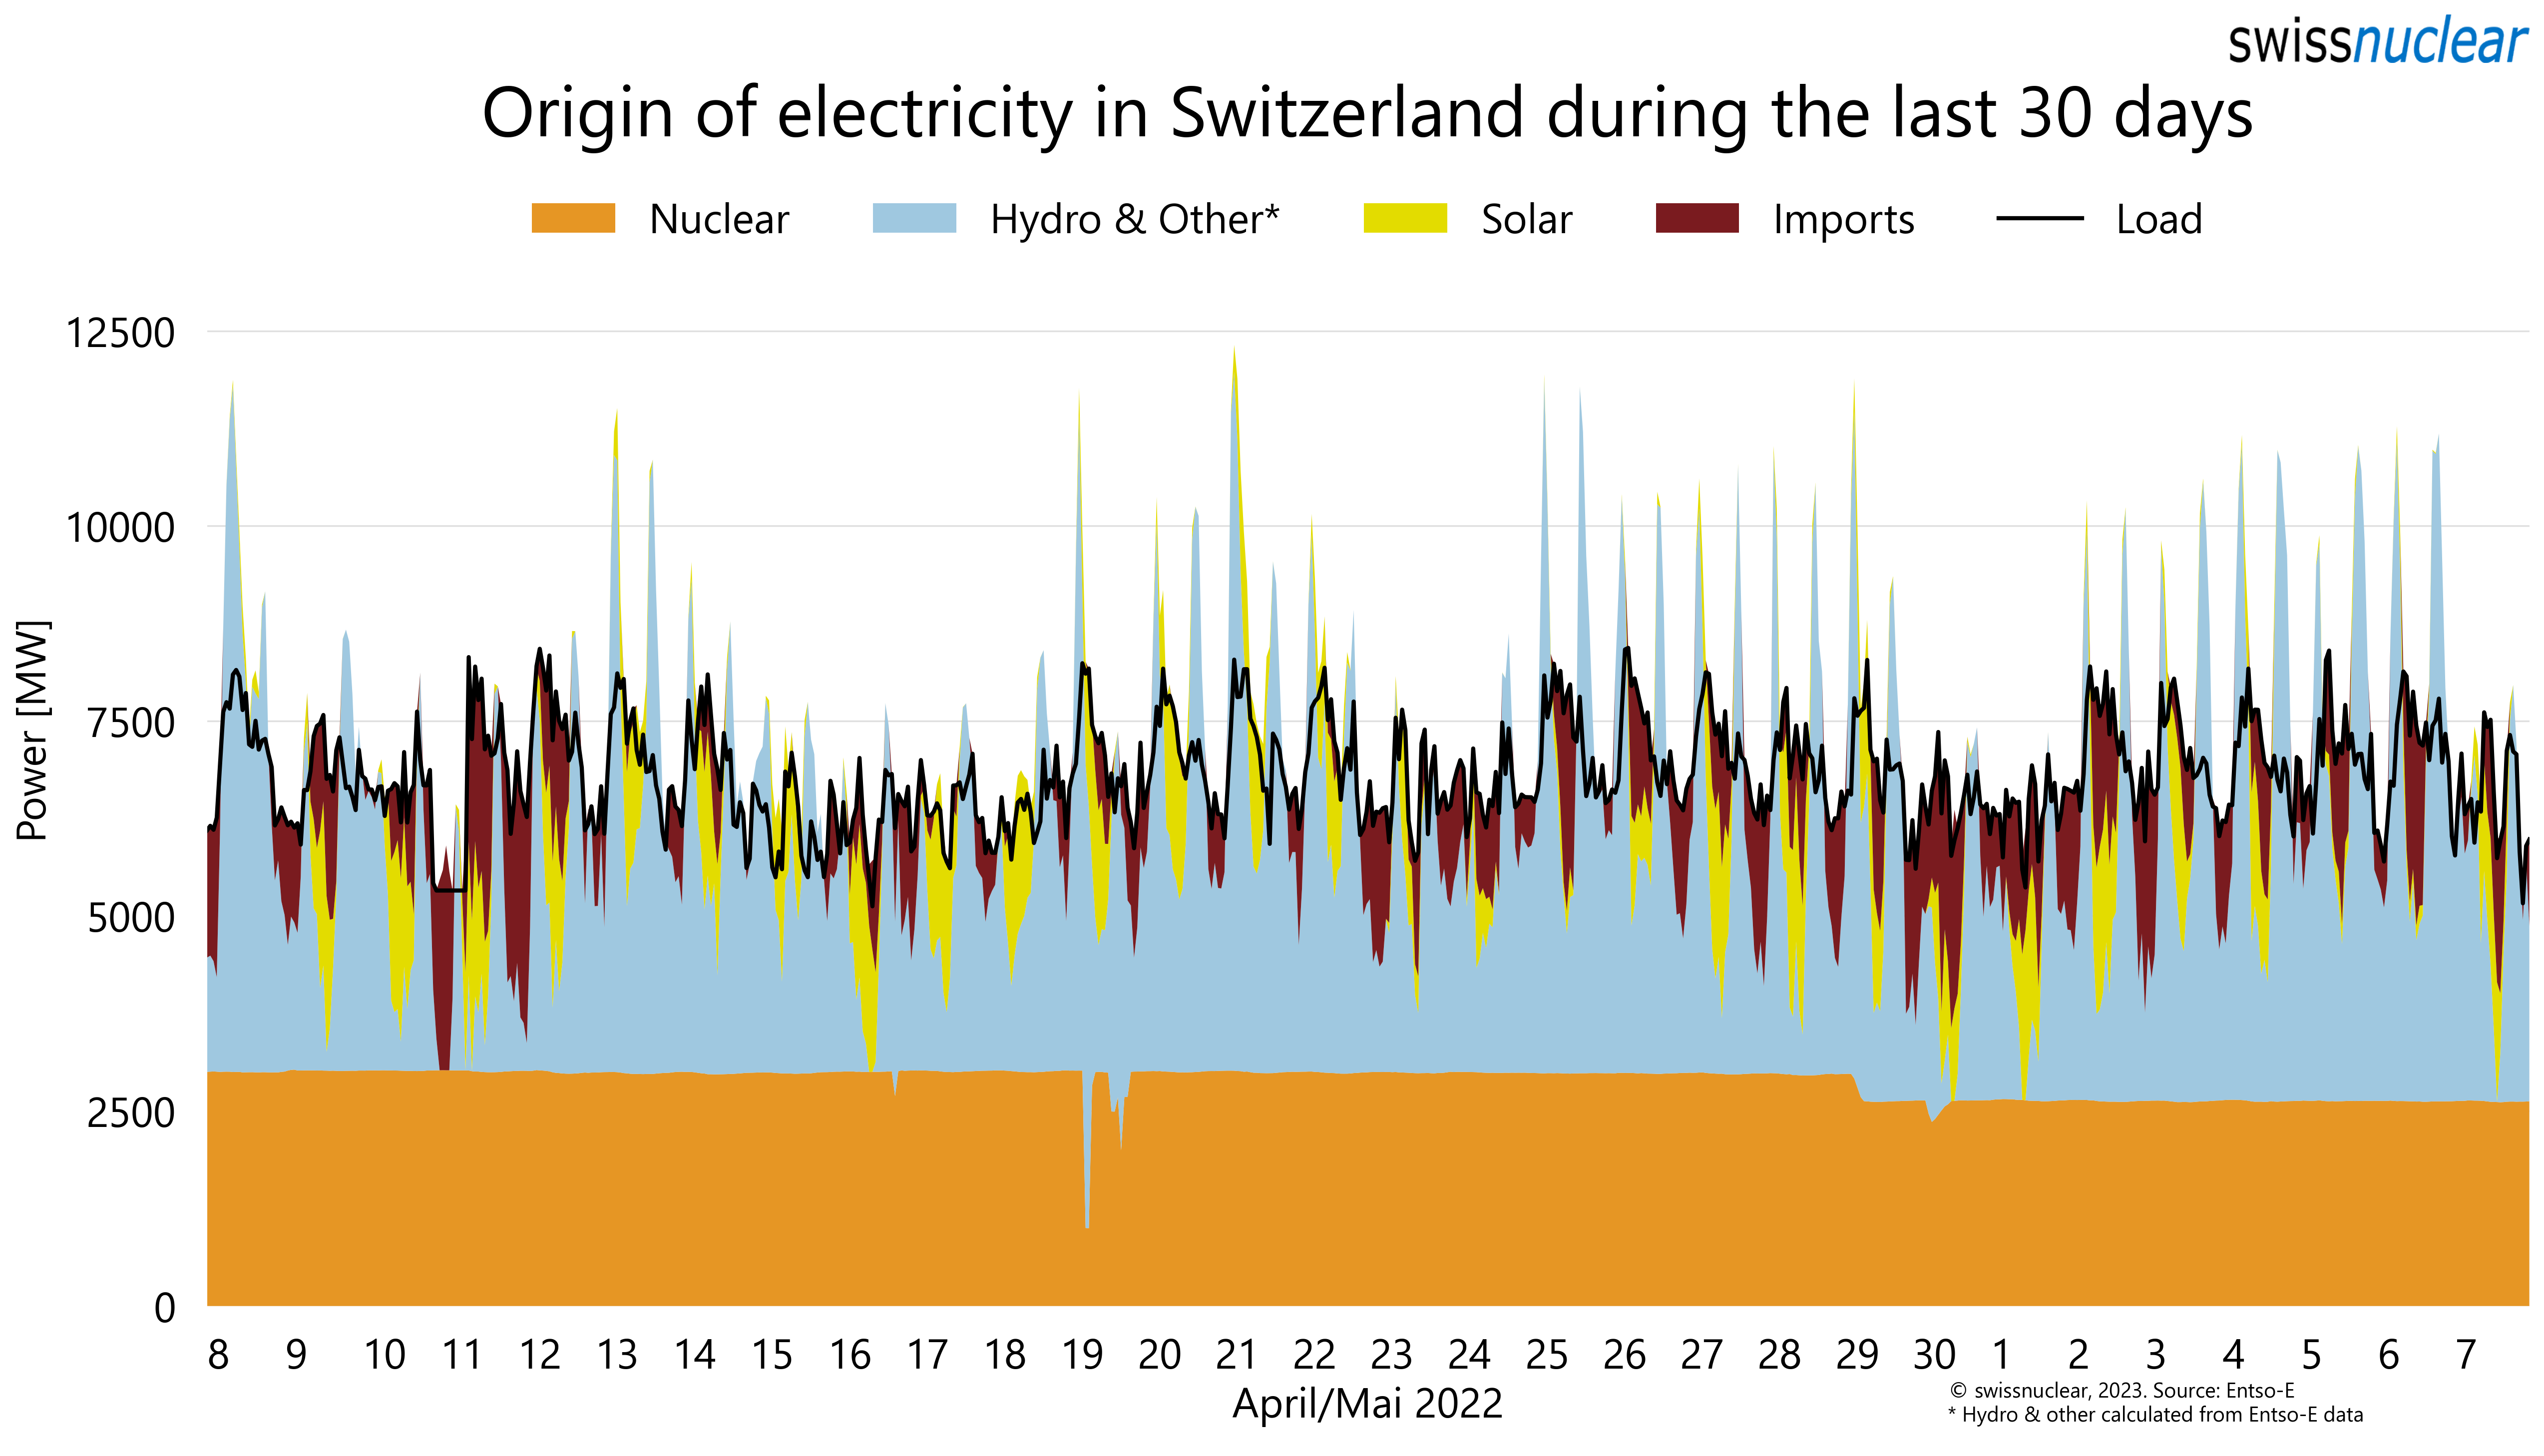 swissnuclear
Origin of electricity in Switzerland during the last 30 days
Nuclear Hydro & Other* Solar Imports Load
12500
10000
7500
5000
2500
0
Power [MW]
8 9 10 11 12 13 14 15 16 17 18 19 20 21 22 23 24 25 26 27 28 29 30 1 2 3 4 5 6 7
April/Mai 2022
© swissnuclear, 2023. Source: Entso-E
* Hydro & other calculated from Entso-E data